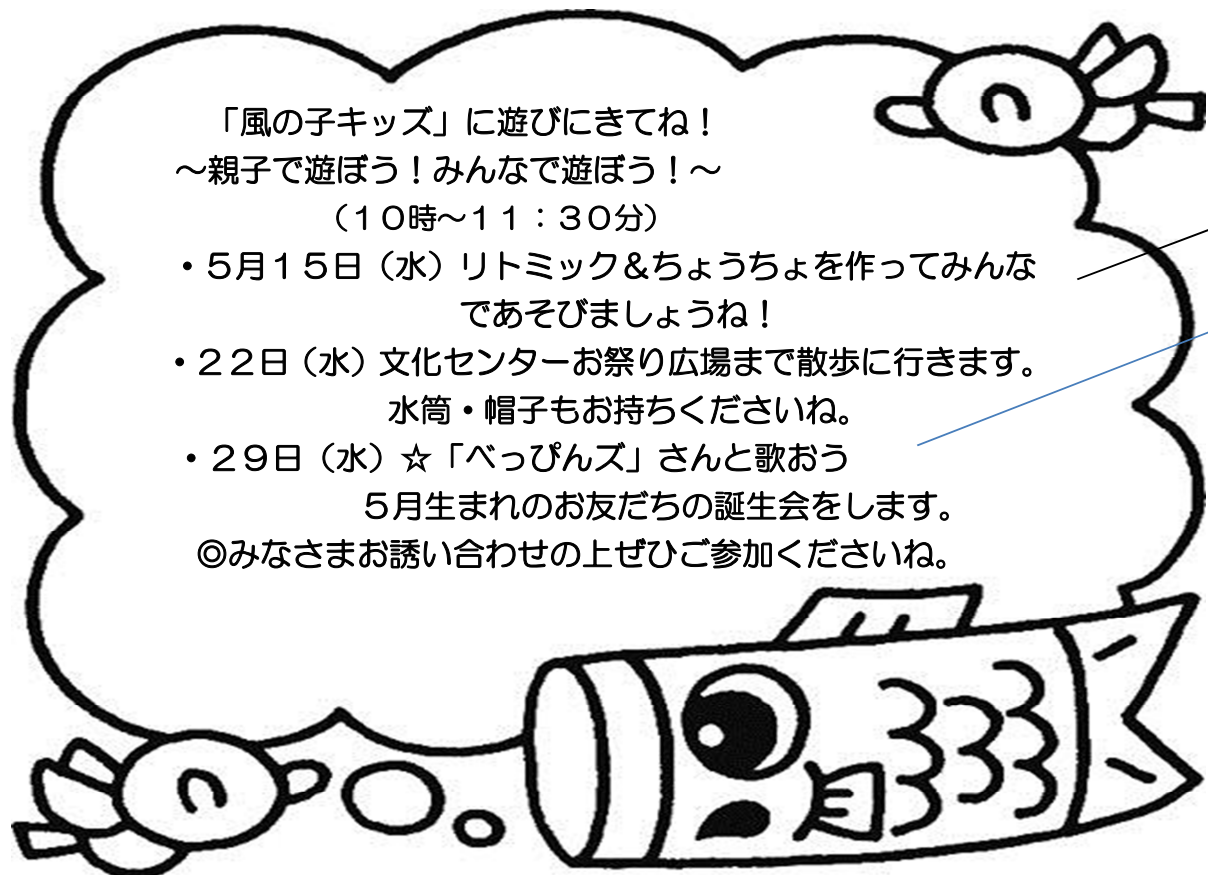 「風の子キッズ」に遊びにきてね！
～親子で遊ぼう！みんなで遊ぼう！～
（１０時～１１：３０分）
・５月１５日（水）リトミック＆ちょうちょを作ってみんな
であそびましょうね！
・２２日（水）文化センターお祭り広場まで散歩に行きます。
水筒・帽子もお持ちくださいね。
・２９日（水）☆「べっぴんズ」さんと歌おう
５月生まれのお友だちの誕生会をします。
◎みなさまお誘い合わせの上ぜひご参加くださいね。